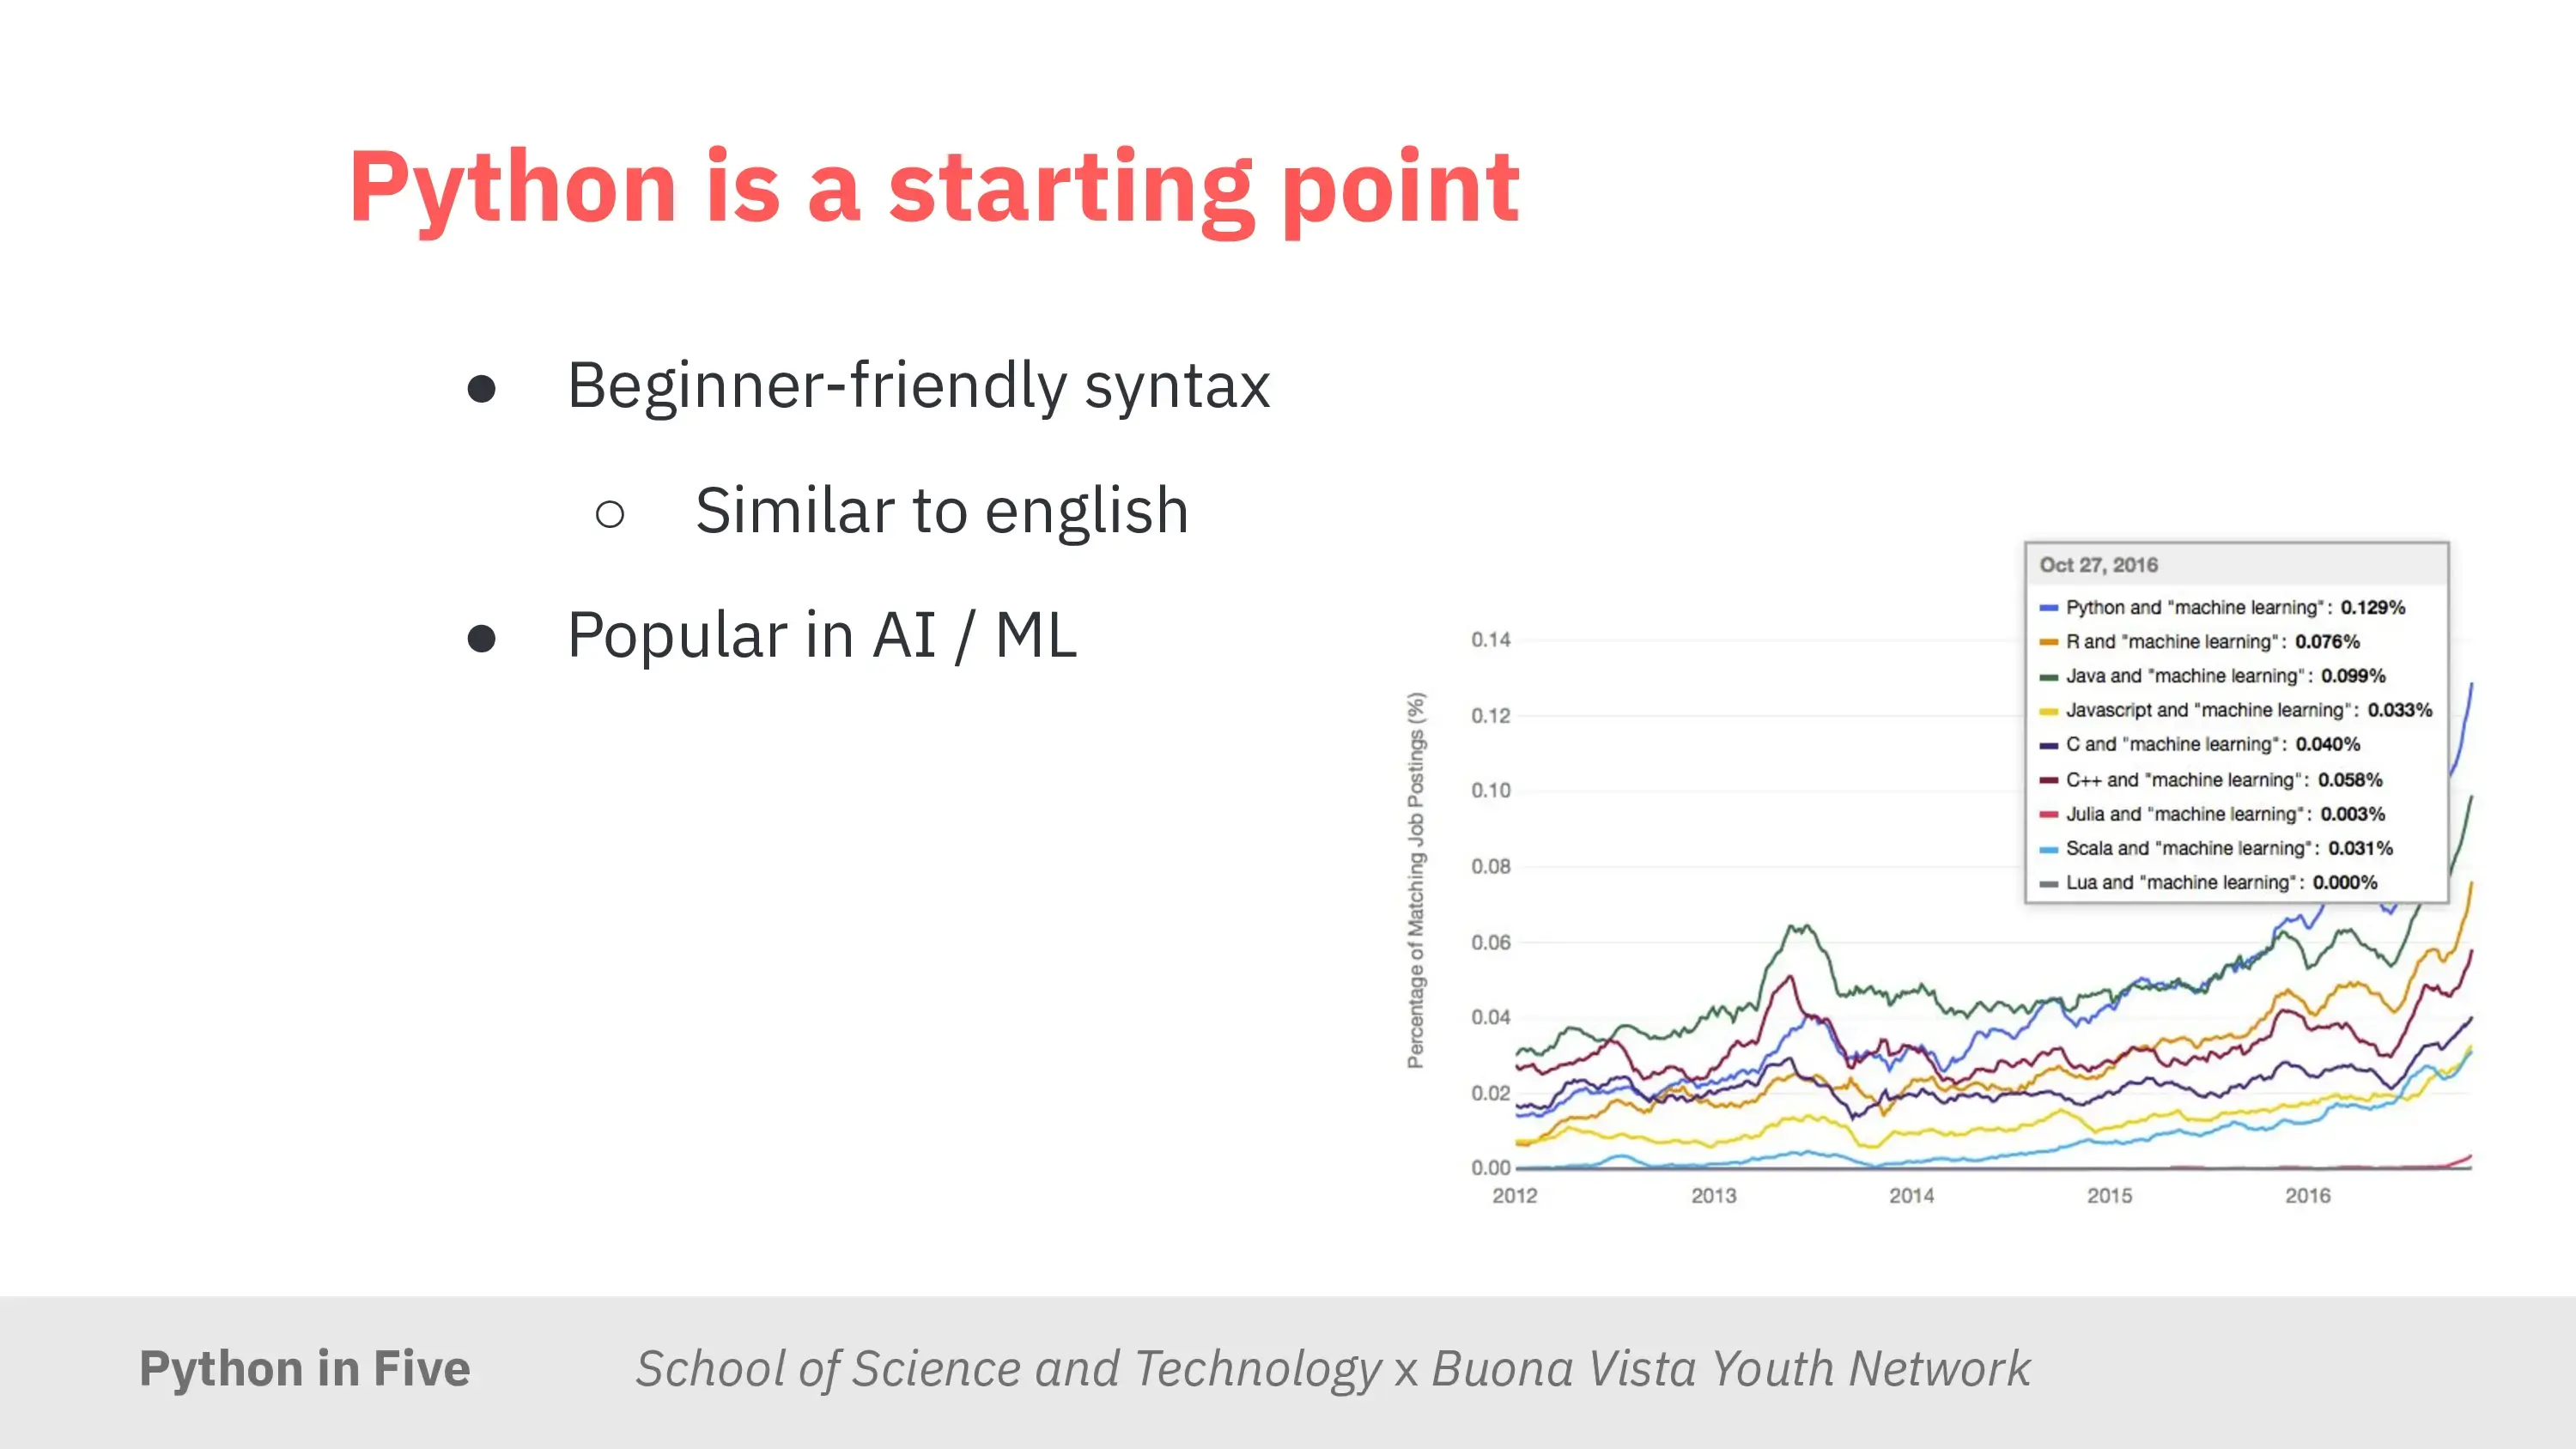 Python is a starting point
● Beginner-friendly syntax
○ Similar to english
● Popular in AI / ML
Oct 27, 2016
Python and "machine learning": 0.129%
R and "machine learning": 0.076%
Java and "machine learning": 0.099%
Javascript and "machine learning": 0.033%
C and "machine learning": 0.040%
C++ and "machine learning": 0.058%
Julia and "machine learning": 0.003%
Scala and "machine learning": 0.031%
Lua and "machine learning": 0.000%
Percentage of Matching Job Postings (%)
0.14
0.12
0.10
0.08
0.06
0.04
0.02
0.00
2012 2013 2014 2015 2016
Python in Five School of Science and Technology x Buona Vista Youth Network